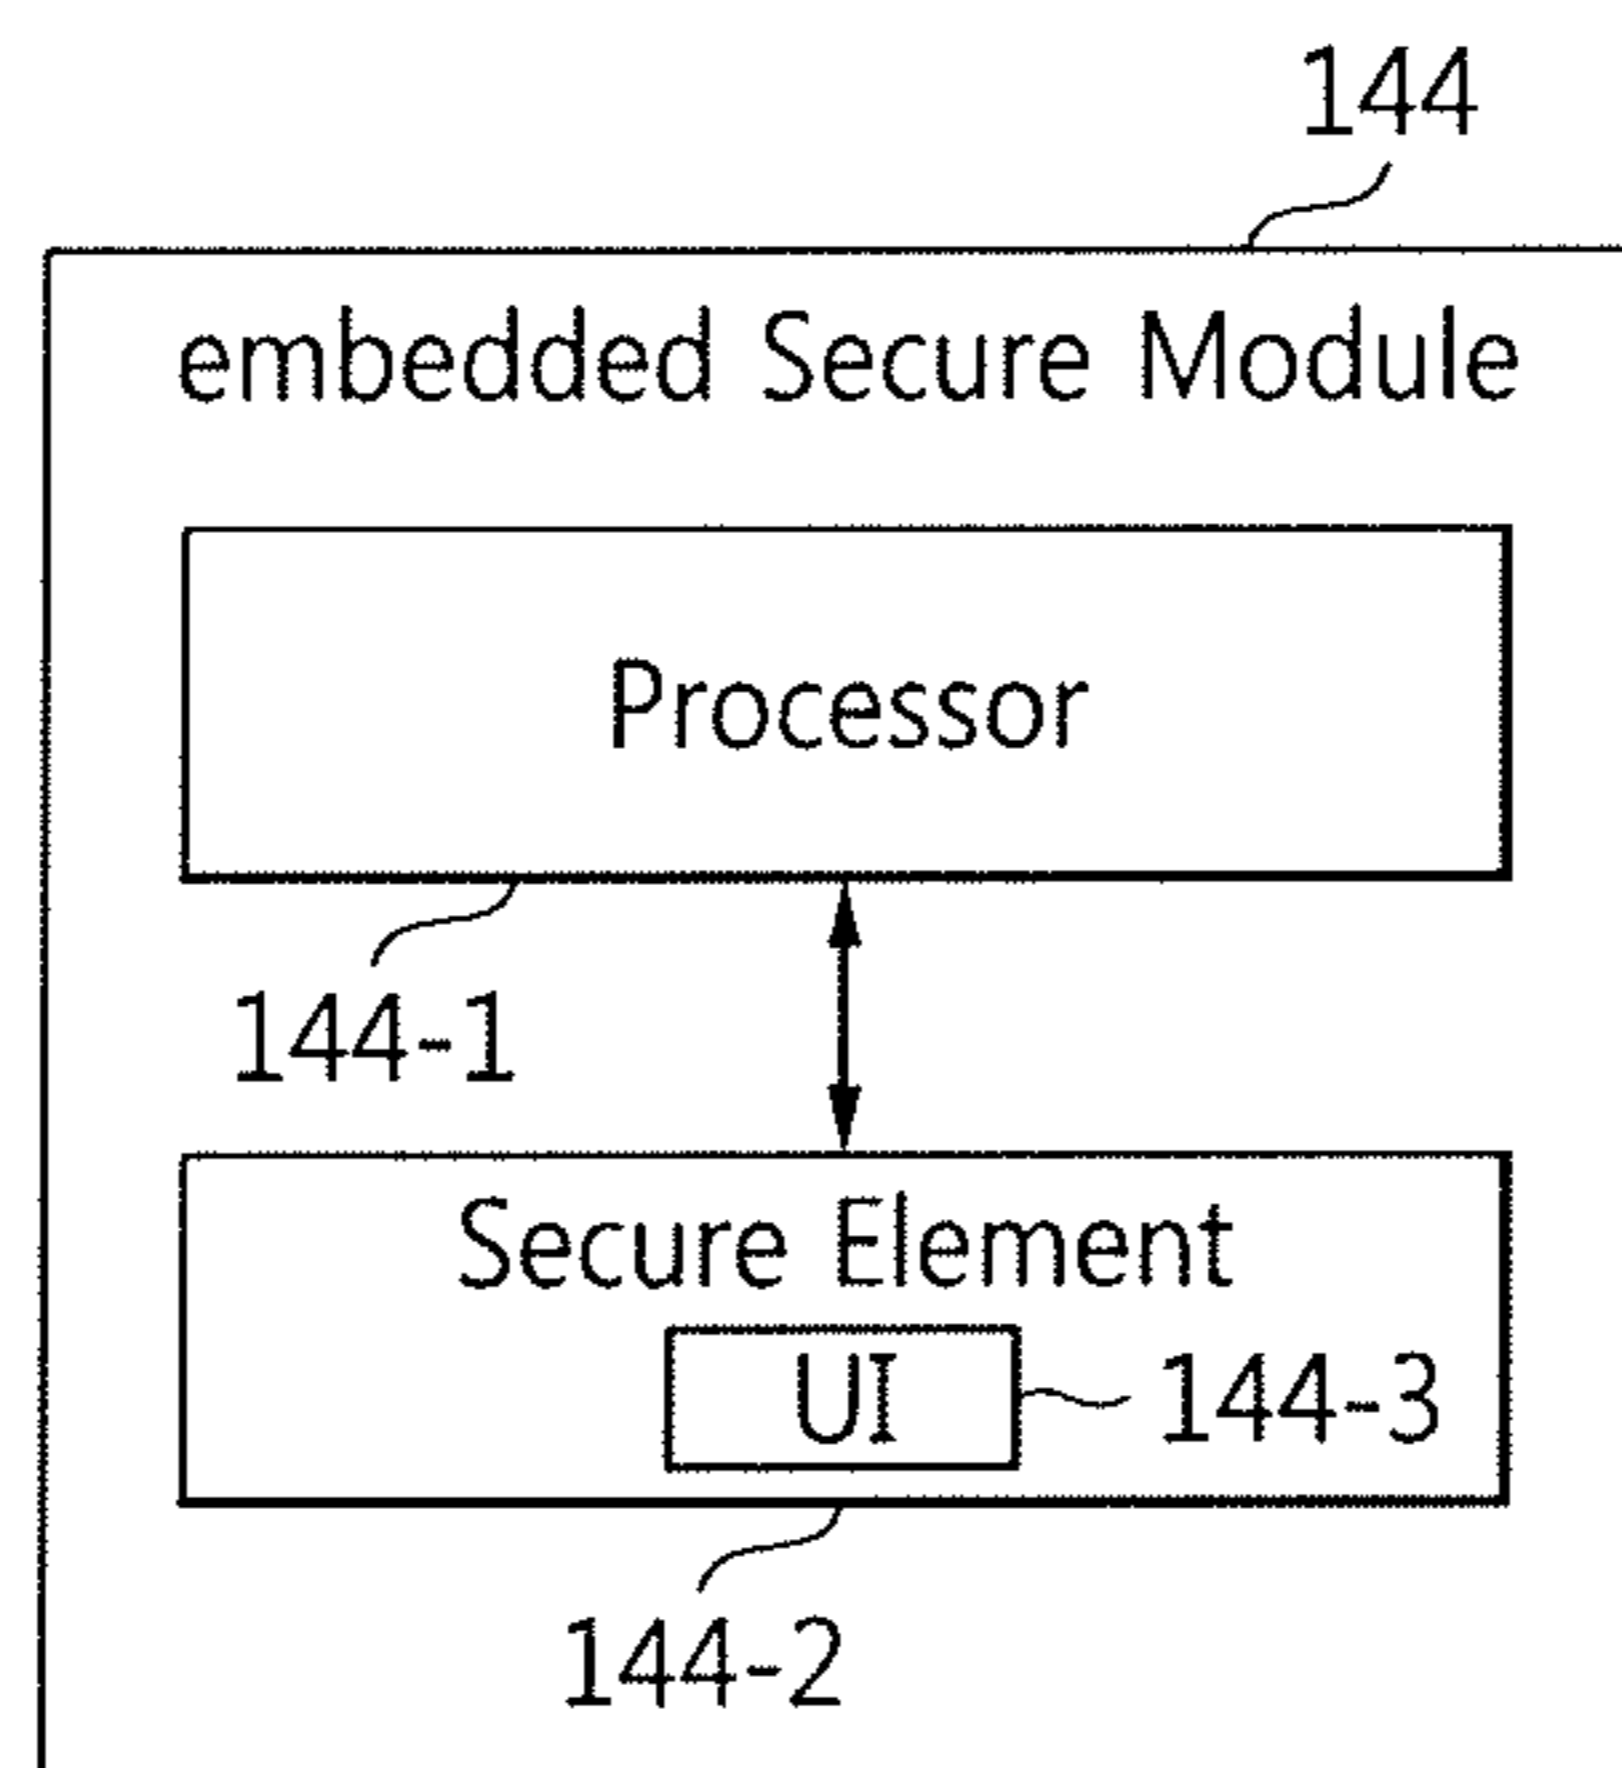 144
embedded Secure Module
Processor
144-1
Secure Element
UI
144-3
144-2